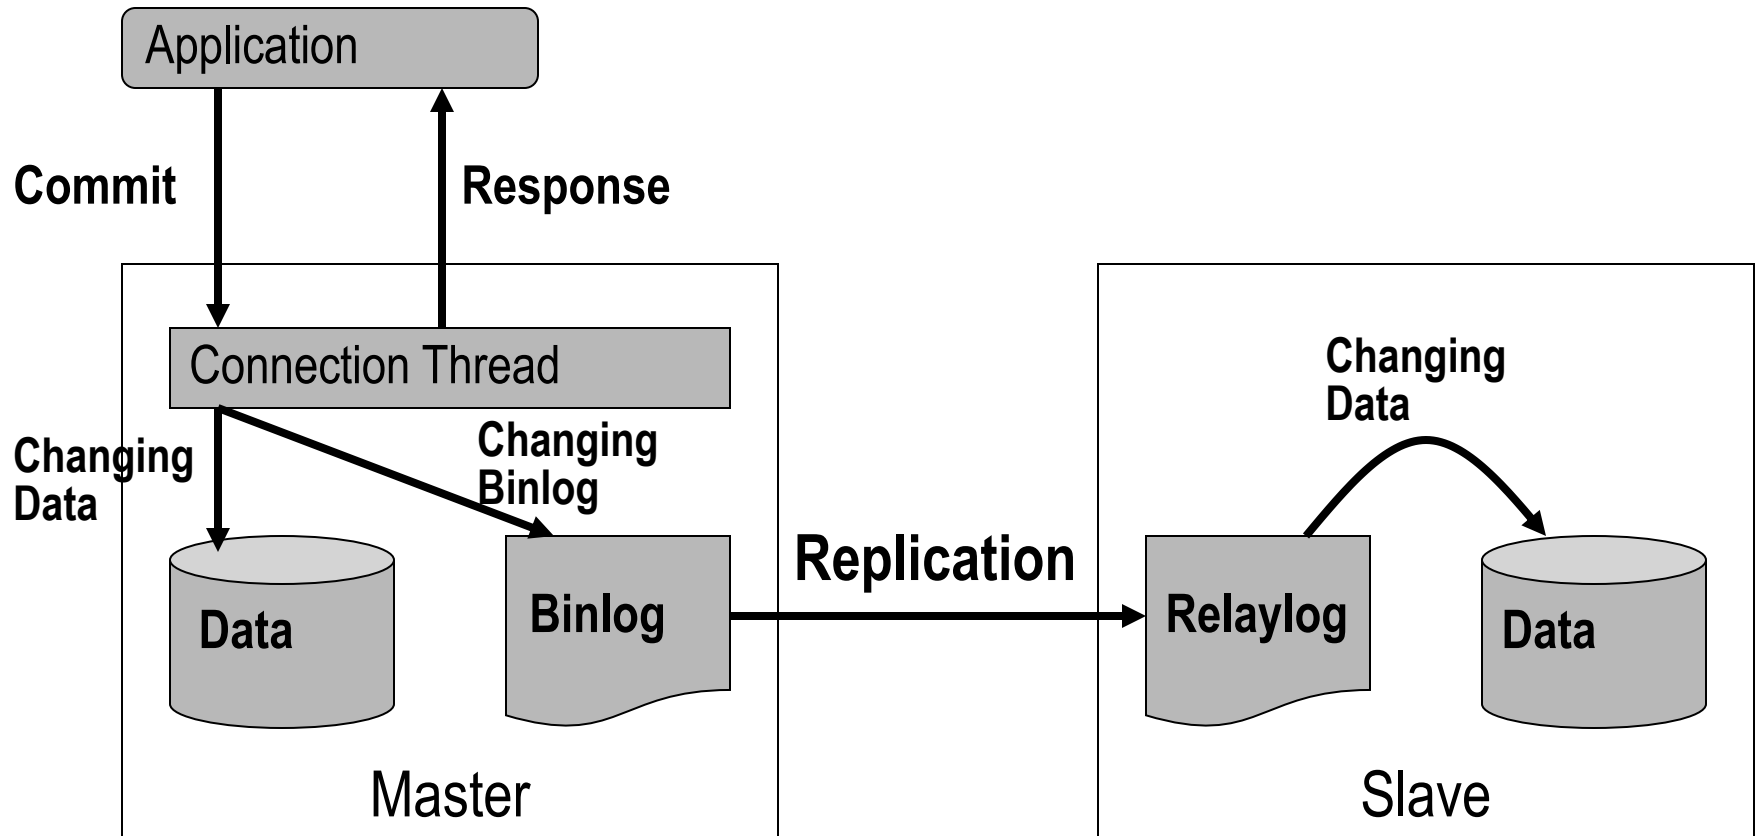 Application
Commit
Response
Connection Thread
Changing
Data
Changing
Binlog
Data
Binlog
Master
Replication
Changing
Data
Relaylog
Data
Slave